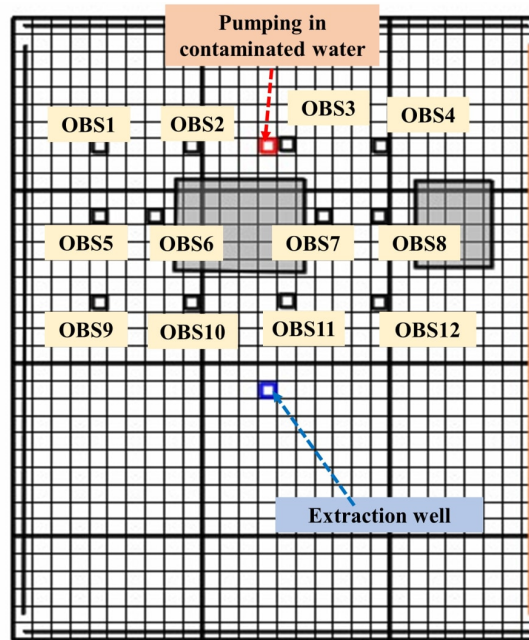 Pumping in
contaminated water
OBS1
OBS2
OBS3
OBS4
OBS5
OBS6
OBS7
OBS8
OBS9
OBS10
OBS11
OBS12
Extraction well